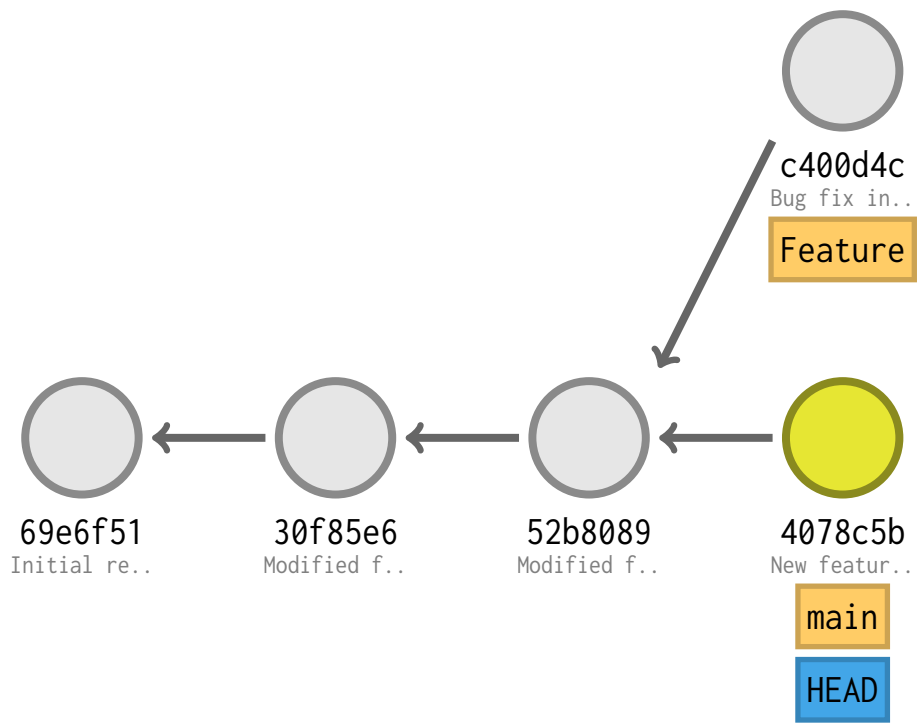 c400d4c
Bug fix in..
Feature
69e6f51
Initial re..
30f85e6
Modified f..
52b8089
Modified f..
4078c5b
New featur..
main
HEAD